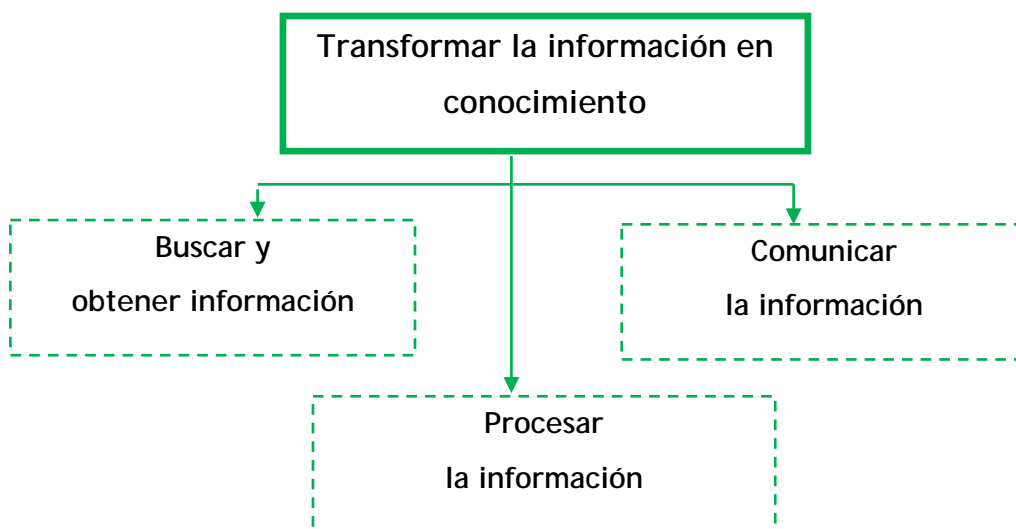 Transformar la información en
conocimiento
Buscar y
obtener información
Comunicar
la información
Procesar
la información